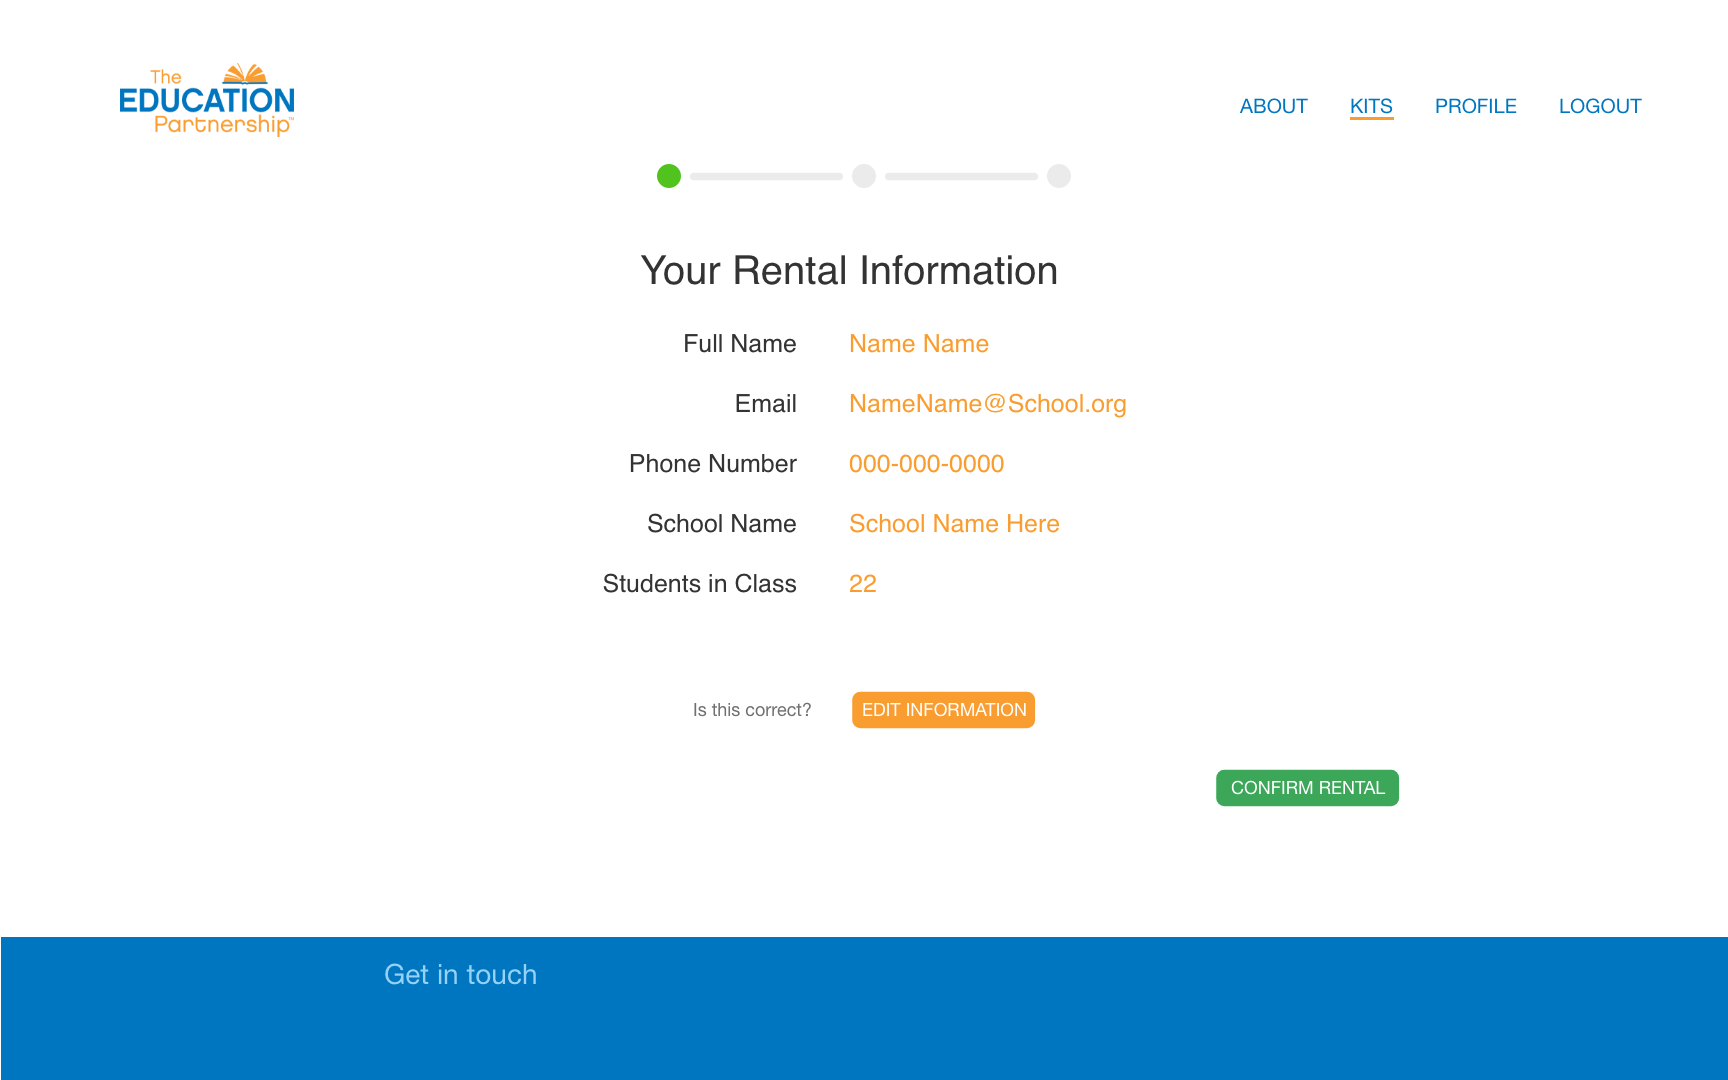 The
EDUCATION
Partnership™
ABOUT KITS PROFILE LOGOUT
Your Rental Information
Full Name Name Name
Email NameName@School.org
Phone Number 000-000-0000
School Name School Name Here
Students in Class 22
Is this correct? EDIT INFORMATION
CONFIRM RENTAL
Get in touch